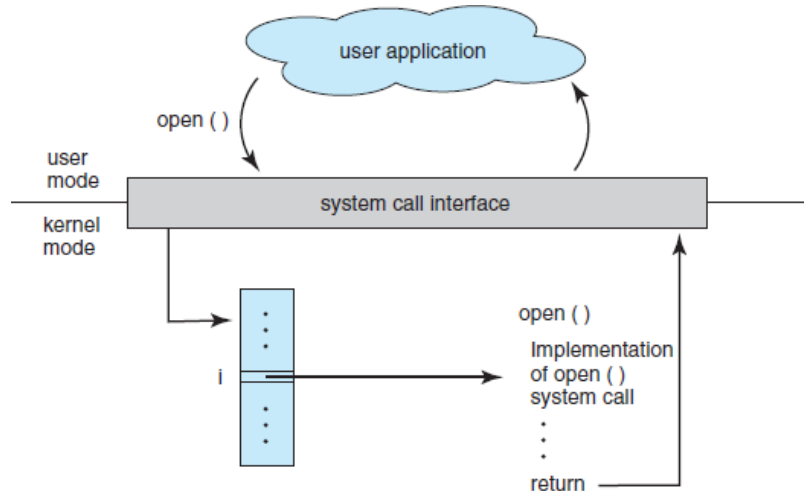 user application
open ( )
user
mode
system call interface
kernel
mode
open ( )
Implementation
of open ( )
system call
i
return